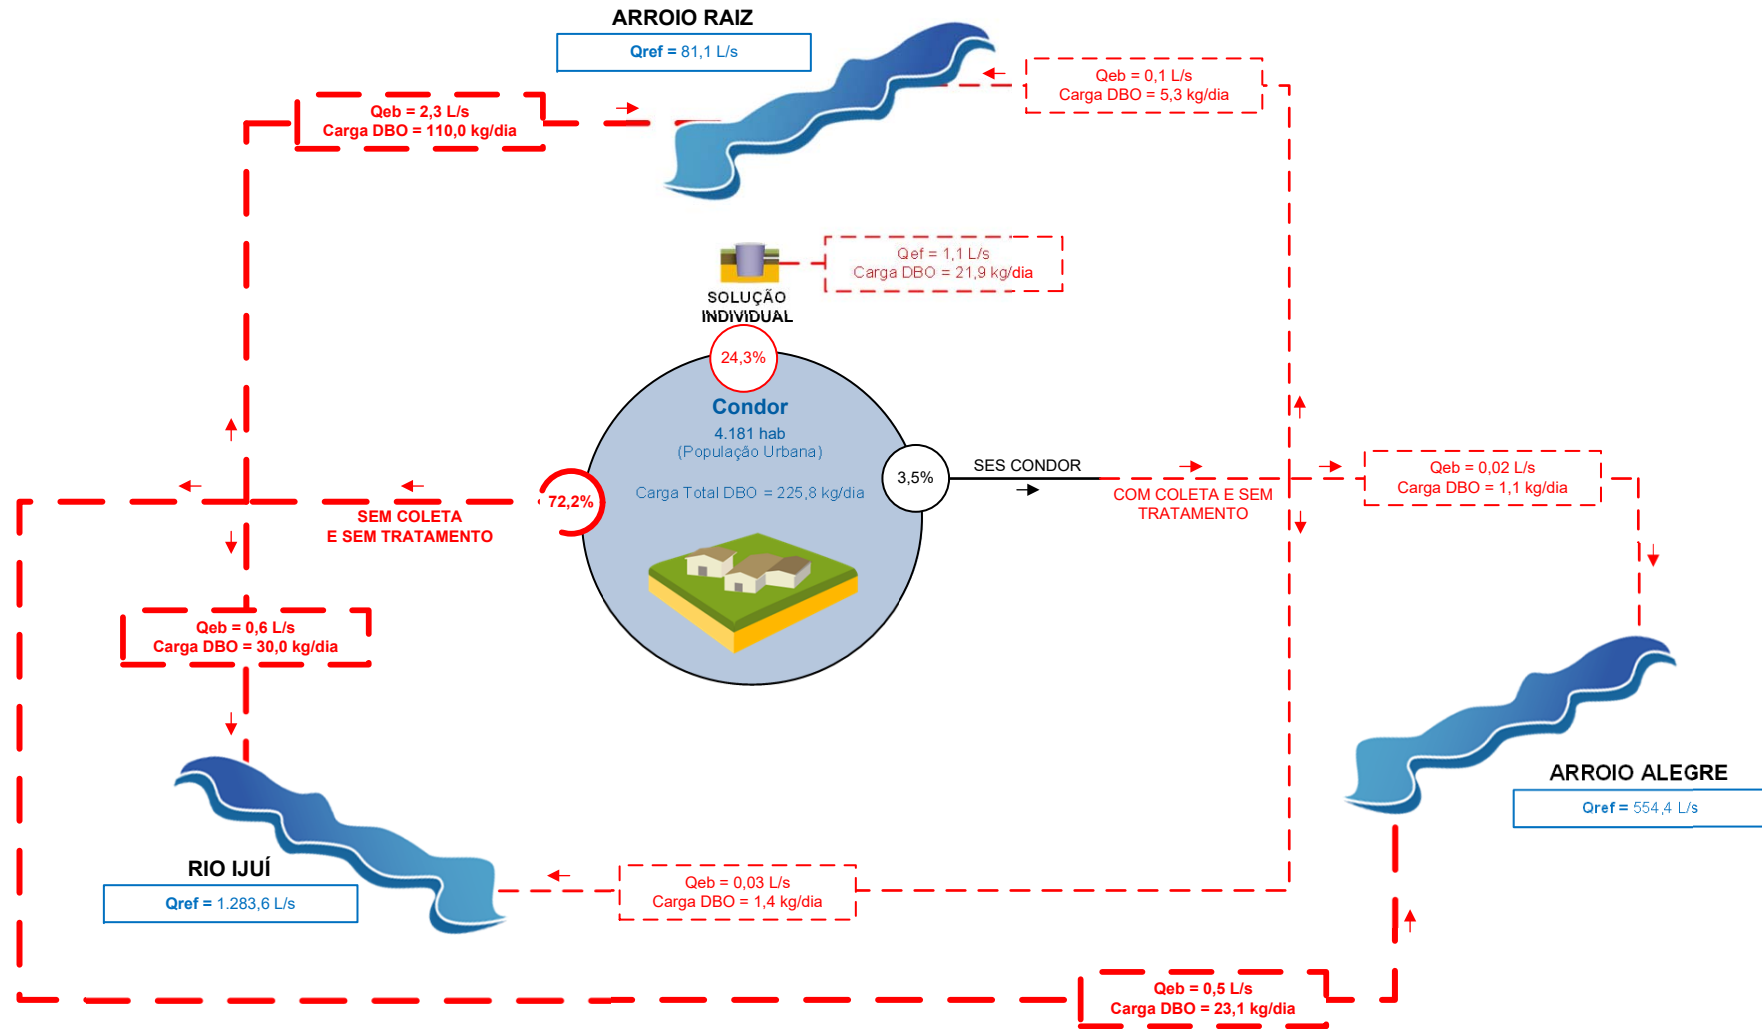 ARROIO RAIZ
Qref = 81,1 L/s
Qeb = 0,1 L/s
Carga DBO = 5,3 kg/dia
Qeb = 2,3 L/s
Carga DBO = 110,0 kg/dia
Qef = 1,1 L/s
Carga DBO = 21,9 kg/dia
SOLUÇÃO
INDIVIDUAL
24,3%
Condor
4.181 hab
(População Urbana)
Carga Total DBO = 225,8 kg/dia
3,5%
SES CONDOR
COM COLETA E SEM
TRATAMENTO
Qeb = 0,02 L/s
Carga DBO = 1,1 kg/dia
72,2%
SEM COLETA
E SEM TRATAMENTO
Qeb = 0,6 L/s
Carga DBO = 30,0 kg/dia
ARROIO ALEGRE
Qref = 554,4 L/s
RIO IJUÍ
Qref = 1.283,6 L/s
Qeb = 0,03 L/s
Carga DBO = 1,4 kg/dia
Qeb = 0,5 L/s
Carga DBO = 23,1 kg/dia